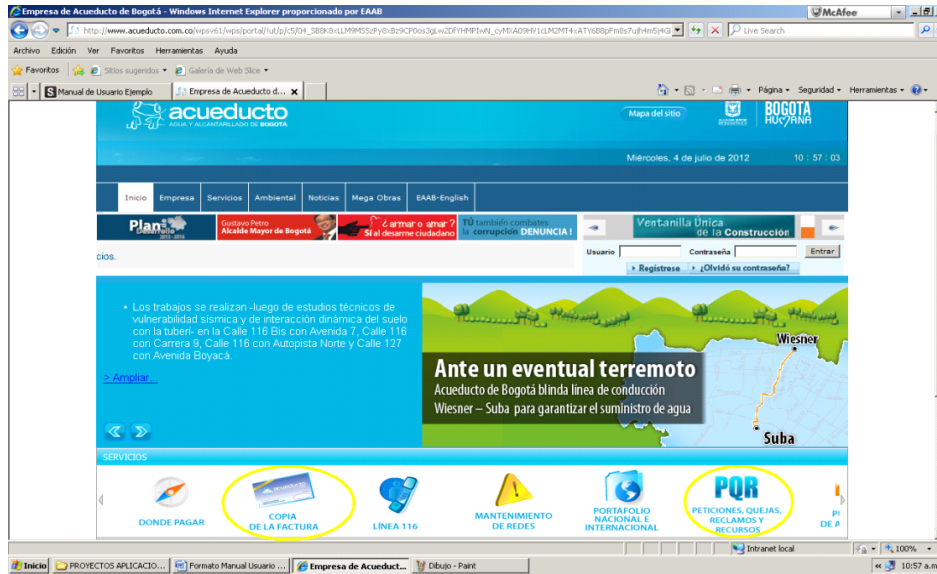 Empresa de Acueducto de Bogotá - Windows Internet Explorer proporcionado por EAAB
McAfee
Live Search
Archivo Edición Ver Favoritos Herramientas Ayuda
Favoritos Sitios sugeridos Galería de Web Slice
Manual de Usuario Ejemplo
Empresa de Acueducto d...
Página Seguridad Herramientas
acueducto
AGUA Y ALCANTARILLADO DE BOGOTÁ
Mapa del sitio
BOGOTÁ
HUMANA
Miércoles, 4 de julio de 2012 10 : 57 : 03
Inicio Empresa Servicios Ambiental Noticias Mega Obras EAAB-English
Plan
Desarrollo
2012-2016
Gustavo Petro
Alcalde Mayor de Bogotá
¿armar o amar?
Sí al desarme ciudadano
TÚ también combates
la corrupción DENUNCIA!
Ventanilla Única
de la Construcción
cios.
Usuario Contraseña Entrar
Regístrese ¿Olvidó su contraseña?
• Los trabajos se realizan -luego de estudios técnicos de
vulnerabilidad sísmica y de interacción dinámica del suelo
con la tuberí- en la Calle 116 Bis con Avenida 7, Calle 116
con Carrera 9, Calle 116 con Autopista Norte y Calle 127
con Avenida Boyacá.
> Ampliar...
Wiesner
Ante un eventual terremoto
Acueducto de Bogotá blinda línea de conducción
Wiesner – Suba para garantizar el suministro de agua
Suba
SERVICIOS
DONDE PAGAR
COPIA
DE LA FACTURA
LÍNEA 116
MANTENIMIENTO
DE REDES
PORTAFOLIO
NACIONAL E
INTERNACIONAL
PQR
PETICIONES, QUEJAS,
RECLAMOS Y
RECURSOS
DE A
Intranet local 100%
Inicio PROYECTOS APLICACIO... Formato Manual Usuario ... Empresa de Acueduct... Dibujo - Paint 10:57 a.m